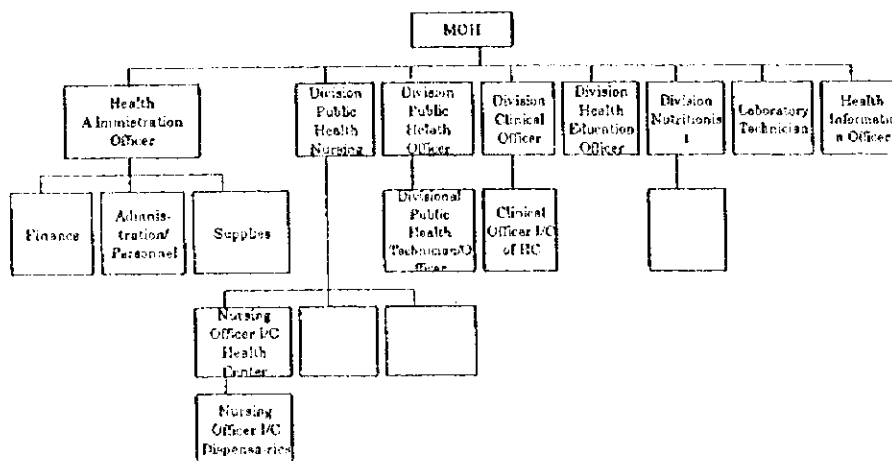 MOH
Health
Administration
Officer
Division
Public
Health
Nursing
Division
Public
Helath
Officer
Division
Clinical
Officer
Division
Health
Education
Officer
Division
Nutritionis
t
Laboratory
Technician
Health
Informatio
n Officer
Finance
Adminis-
tration/
Personnel
Supplies
Divisional
Public
Health
Technician/O
fficer
Clinical
Officer I/C
of HC
Nursing
Officer I/C
Health
Center
Nursing
Officer I/C
Dispensaries